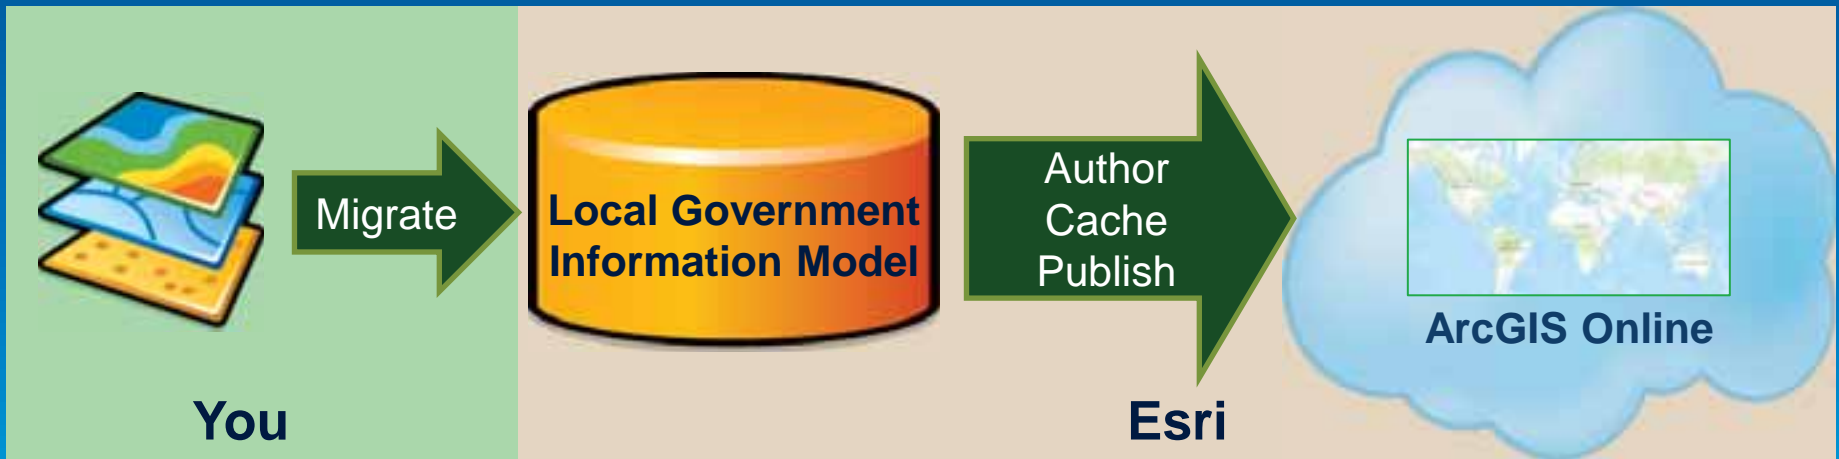 Migrate
Local Government
Information Model
Author
Cache
Publish
ArcGIS Online
You
Esri